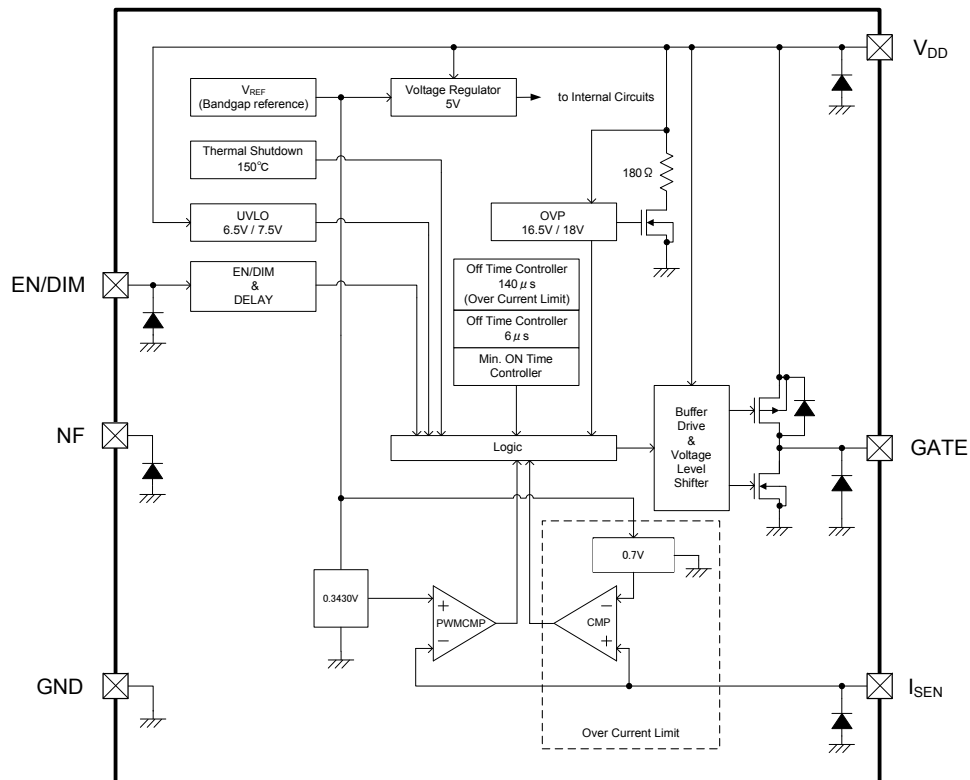 V_DD
V_REF
(Bandgap reference)
Voltage Regulator
5V
to Internal Circuits
Thermal Shutdown
150℃
180Ω
UVLO
6.5V / 7.5V
OVP
16.5V / 18V
EN/DIM
EN/DIM
&
DELAY
Off Time Controller
140μs
(Over Current Limit)
Off Time Controller
6μs
Min. ON Time
Controller
NF
Logic
Buffer
Drive
&
Voltage
Level
Shifter
GATE
0.7V
0.3430V
+
PWMCMP
−
−
CMP
+
GND
I_SEN
Over Current Limit